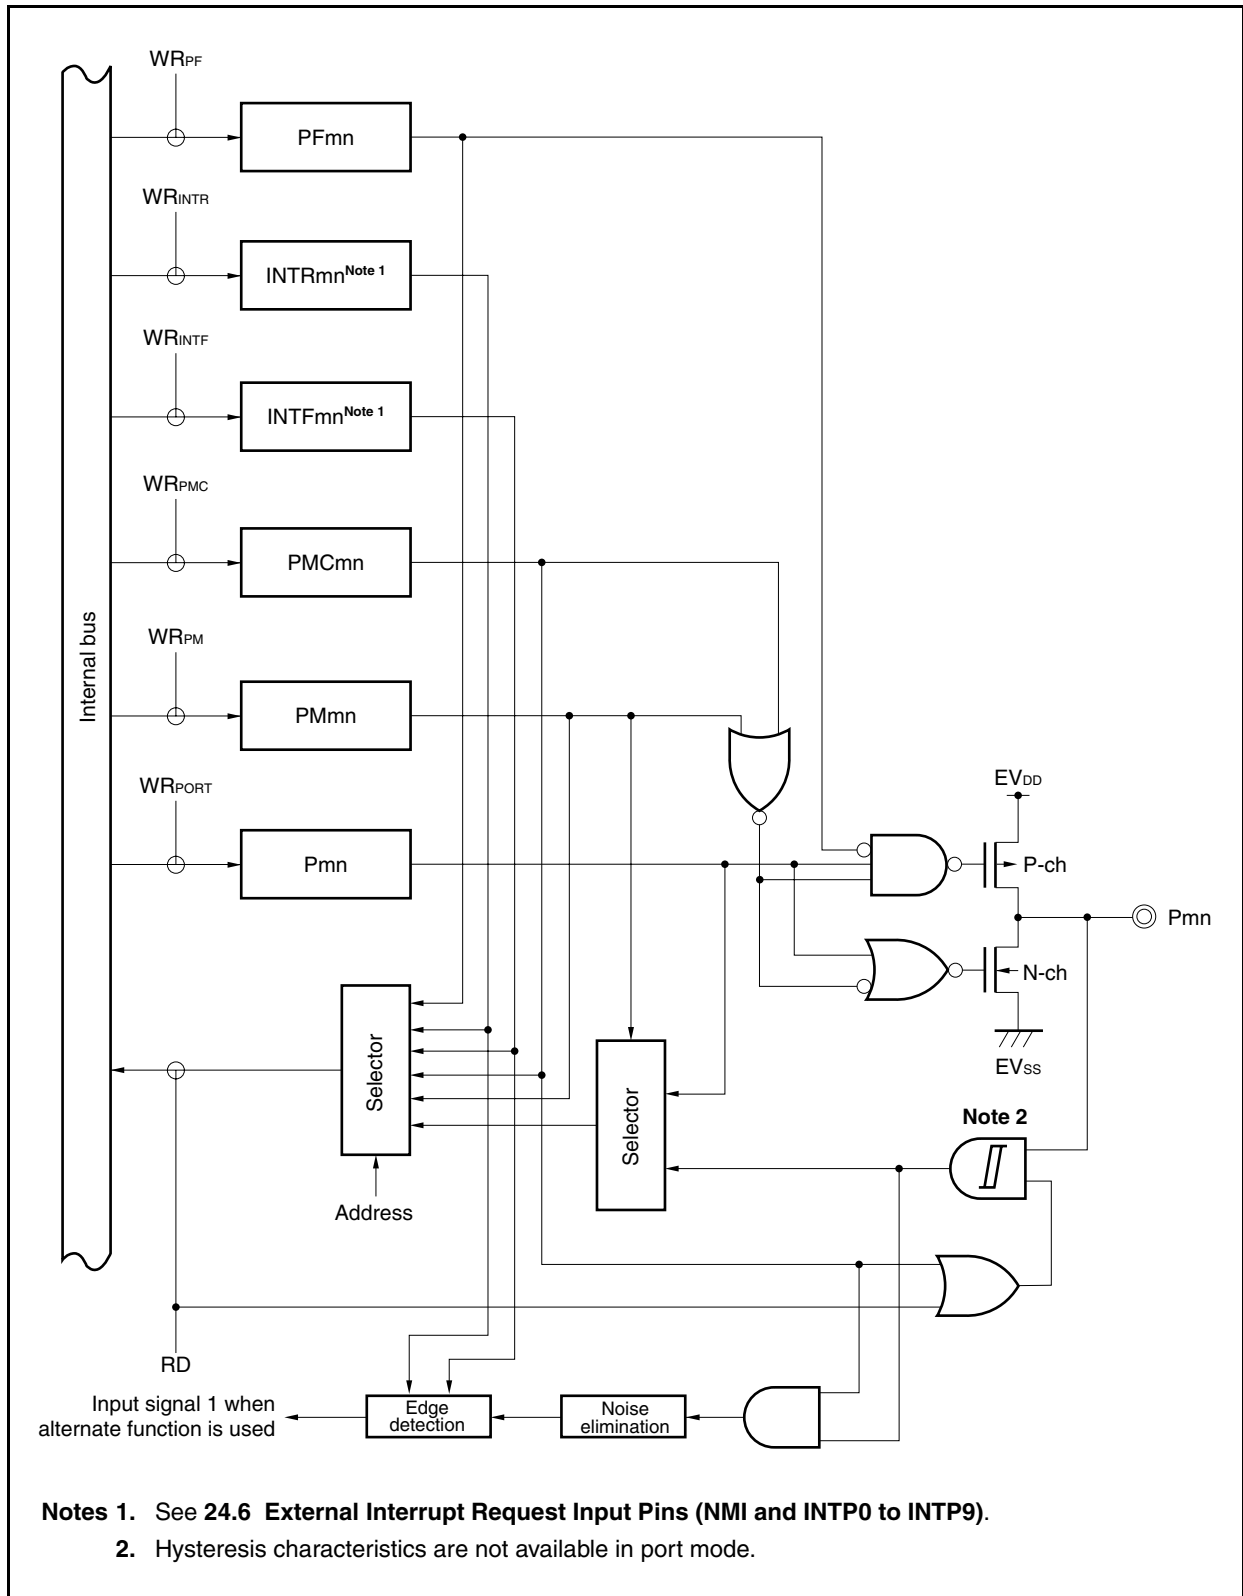 WRPF
PFmn
WRINTR
INTRmnNote 1
WRINTF
INTFmnNote 1
WRPMC
PMCmn
Internal bus
WRPM
PMmn
WRPORT
Pmn
EVDD
P-ch
Pmn
N-ch
EVSS
Selector
Selector
Note 2
Address
RD
Input signal 1 when
alternate function is used
Edge
detection
Noise
elimination
Notes 1. See 24.6 External Interrupt Request Input Pins (NMI and INTP0 to INTP9).
2. Hysteresis characteristics are not available in port mode.